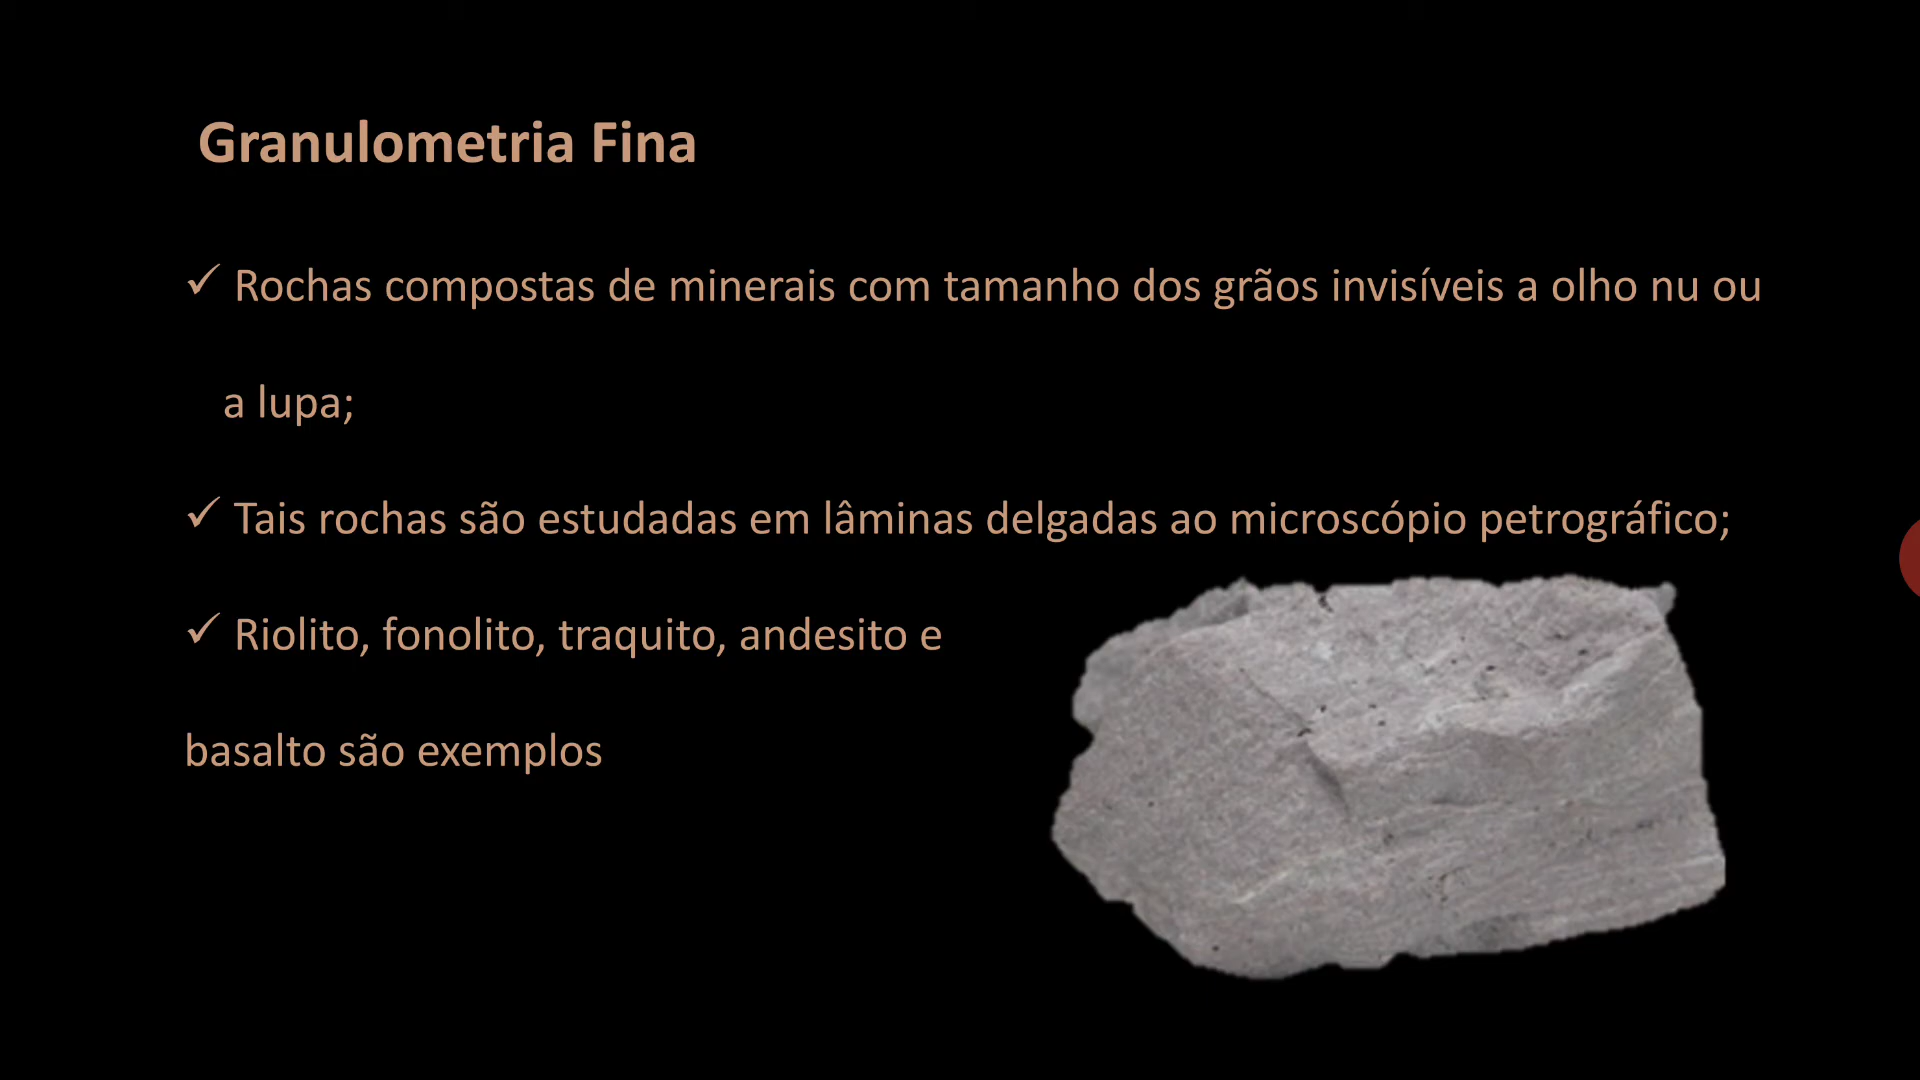 Granulometria Fina
✓ Rochas compostas de minerais com tamanho dos grãos invisíveis a olho nu ou
a lupa;
✓ Tais rochas são estudadas em lâminas delgadas ao microscópio petrográfico;
✓ Riolito, fonolito, traquito, andesito e
basalto são exemplos